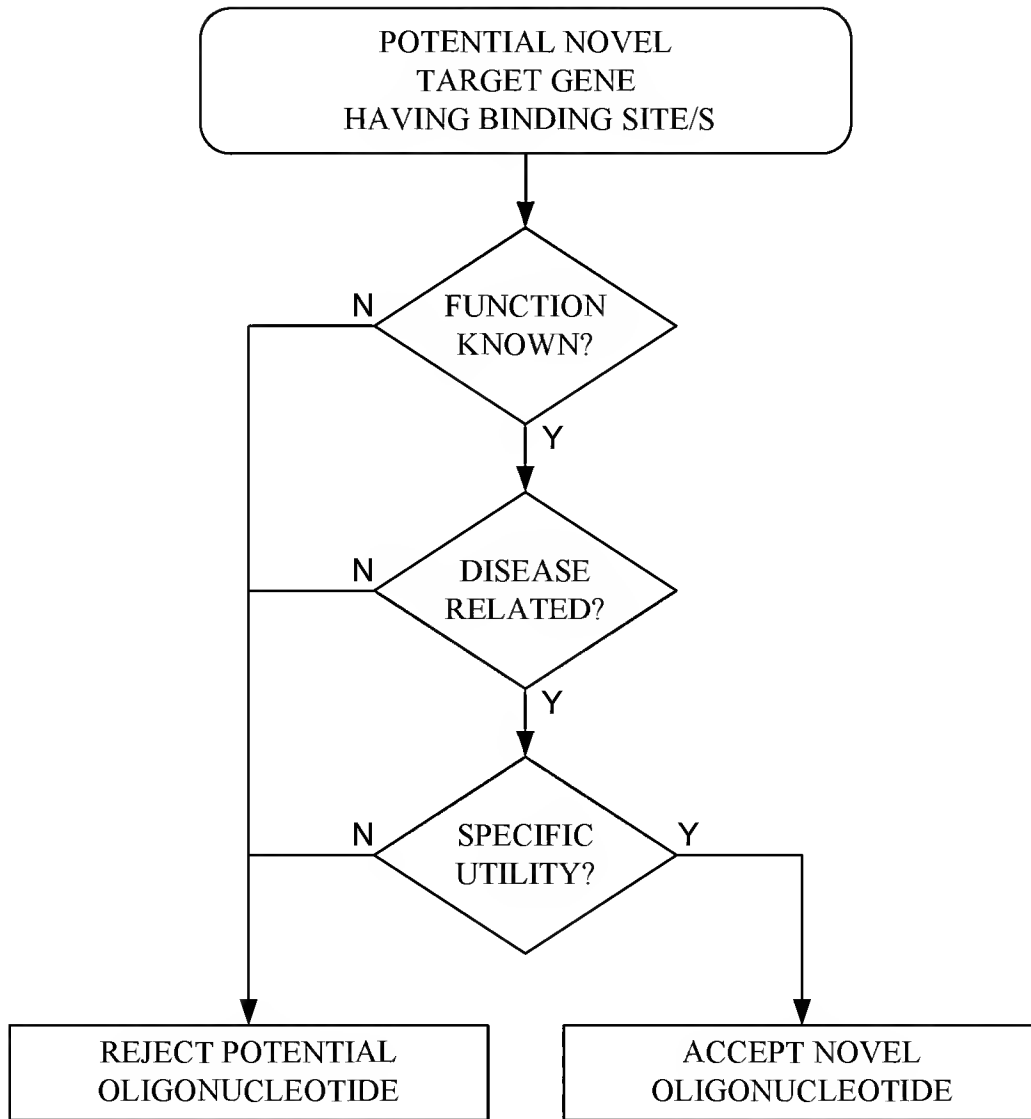 POTENTIAL NOVEL
TARGET GENE
HAVING BINDING SITE/S
N
FUNCTION
KNOWN?
Y
N
DISEASE
RELATED?
Y
N
SPECIFIC
UTILITY?
Y
REJECT POTENTIAL
OLIGONUCLEOTIDE
ACCEPT NOVEL
OLIGONUCLEOTIDE